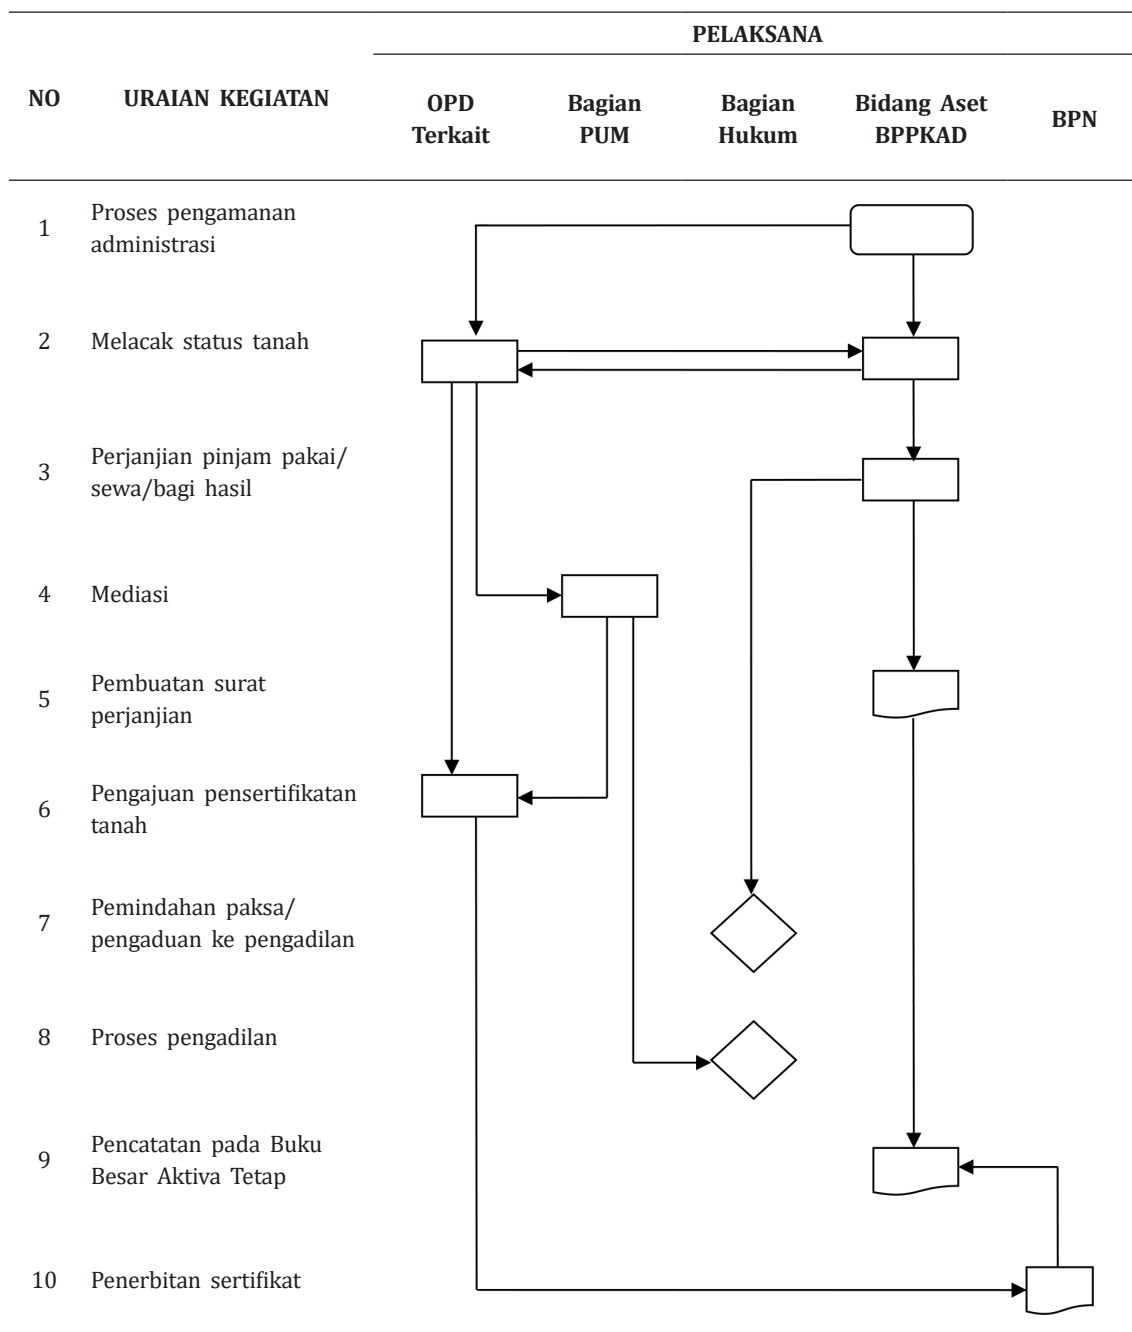 PELAKSANA
NO
URAIAN KEGIATAN
OPD
Terkait
Bagian
PUM
Bagian
Hukum
Bidang Aset
BPPKAD
BPN
1
Proses pengamanan
administrasi
2
Melacak status tanah
3
Perjanjian pinjam pakai/
sewa/bagi hasil
4
Mediasi
5
Pembuatan surat
perjanjian
6
Pengajuan pensertifikatan
tanah
7
Pemindahan paksa/
pengaduan ke pengadilan
8
Proses pengadilan
9
Pencatatan pada Buku
Besar Aktiva Tetap
10
Penerbitan sertifikat